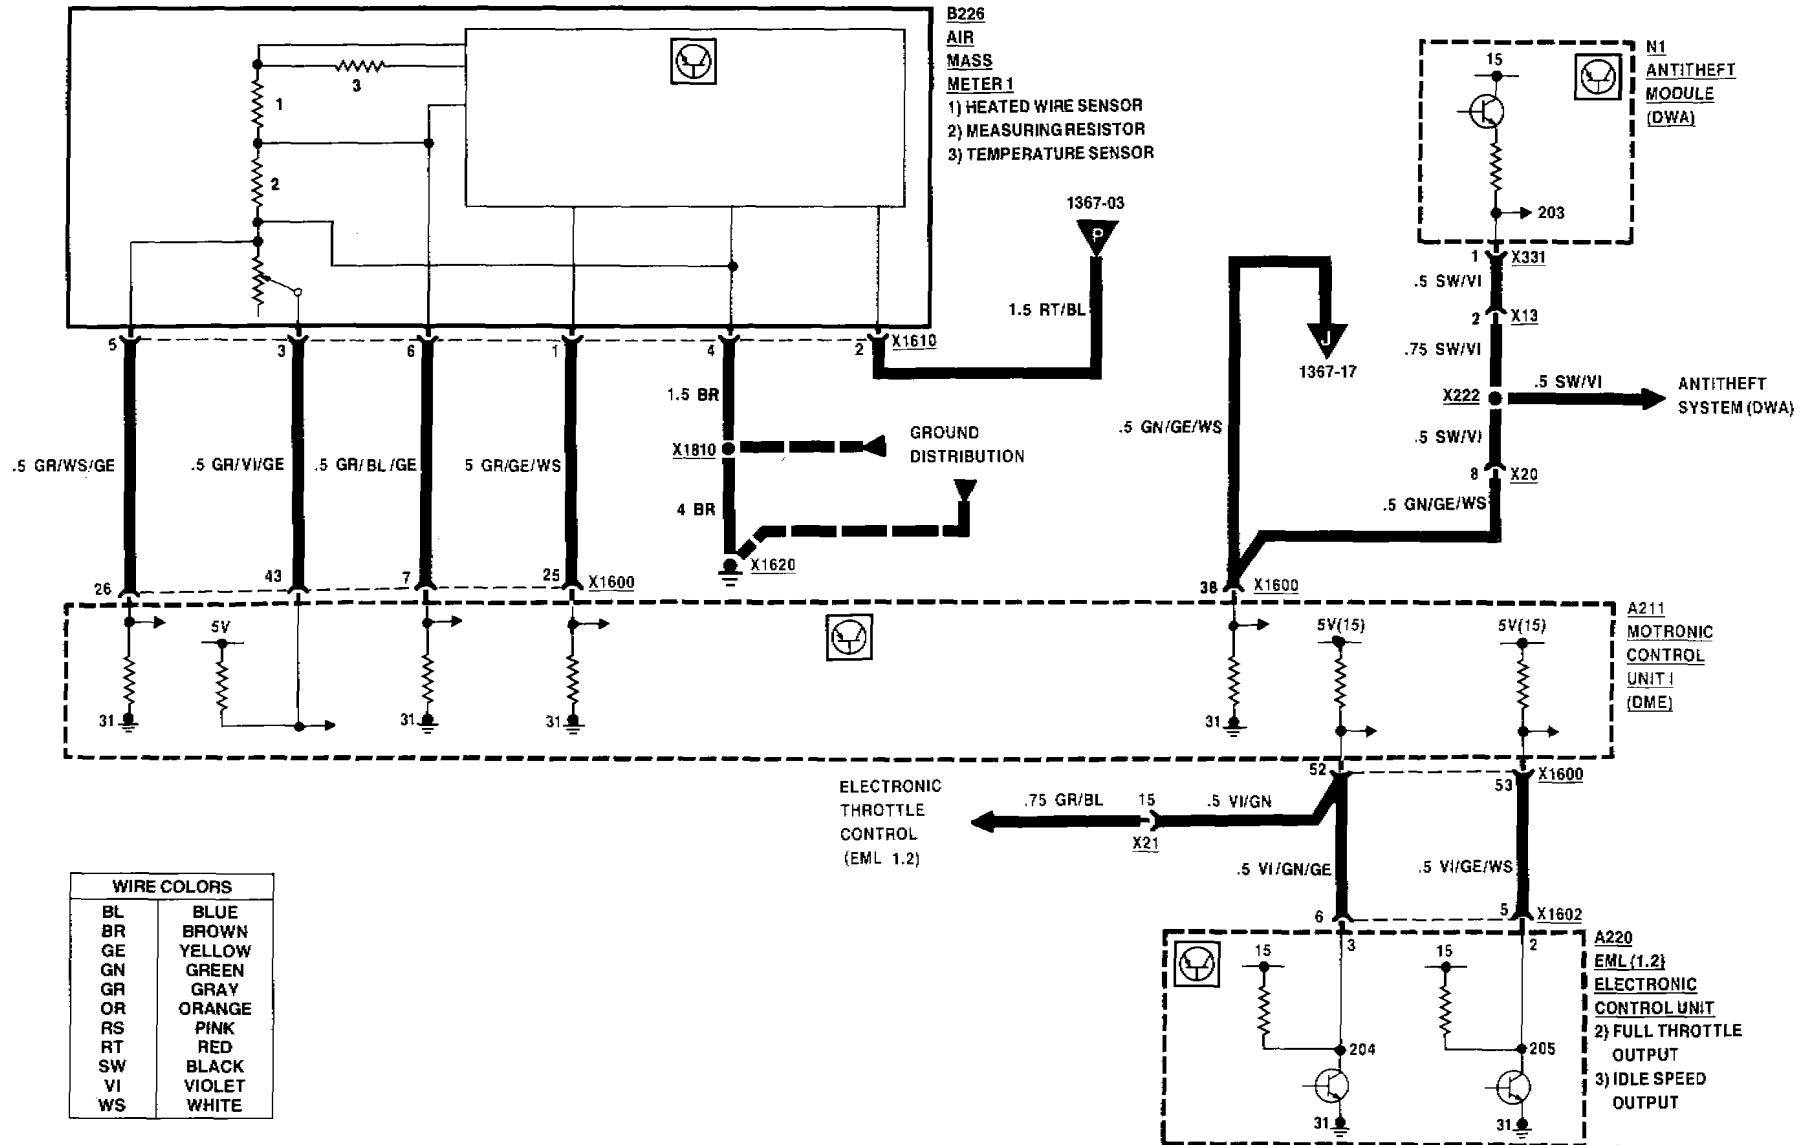 B226
AIR
MASS
METER 1
1) HEATED WIRE SENSOR
2) MEASURING RESISTOR
3) TEMPERATURE SENSOR
3
1
2
1367-03
P
1.5 RT/BL
5
3
6
1
4
2
X1610
.5 GR/WS/GE
.5 GR/VI/GE
.5 GR/BL/GE
5 GR/GE/WS
1.5 BR
X1810
GROUND
DISTRIBUTION
4 BR
X1620
26
43
7
25
X1600
N1
ANTITHEFT
MODULE
(DWA)
15
203
1
X331
.5 SW/VI
2
X13
.75 SW/VI
X222
.5 SW/VI
ANTITHEFT
SYSTEM (DWA)
.5 SW/VI
8
X20
.5 GN/GE/WS
J
1367-17
.5 GN/GE/WS
38
X1600
A211
MOTRONIC
CONTROL
UNIT I
(DME)
5V
31
31
31
31
5V(15)
5V(15)
52
53
X1600
ELECTRONIC
THROTTLE
CONTROL
(EML 1.2)
.75 GR/BL
15
.5 VI/GN
X21
.5 VI/GN/GE
.5 VI/GE/WS
6
5
X1602
3
2
A220
EML (1.2)
ELECTRONIC
CONTROL UNIT
2) FULL THROTTLE
OUTPUT
3) IDLE SPEED
OUTPUT
15
15
204
205
31
31
WIRE COLORS
BL BLUE
BR BROWN
GE YELLOW
GN GREEN
GR GRAY
OR ORANGE
RS PINK
RT RED
SW BLACK
VI VIOLET
WS WHITE